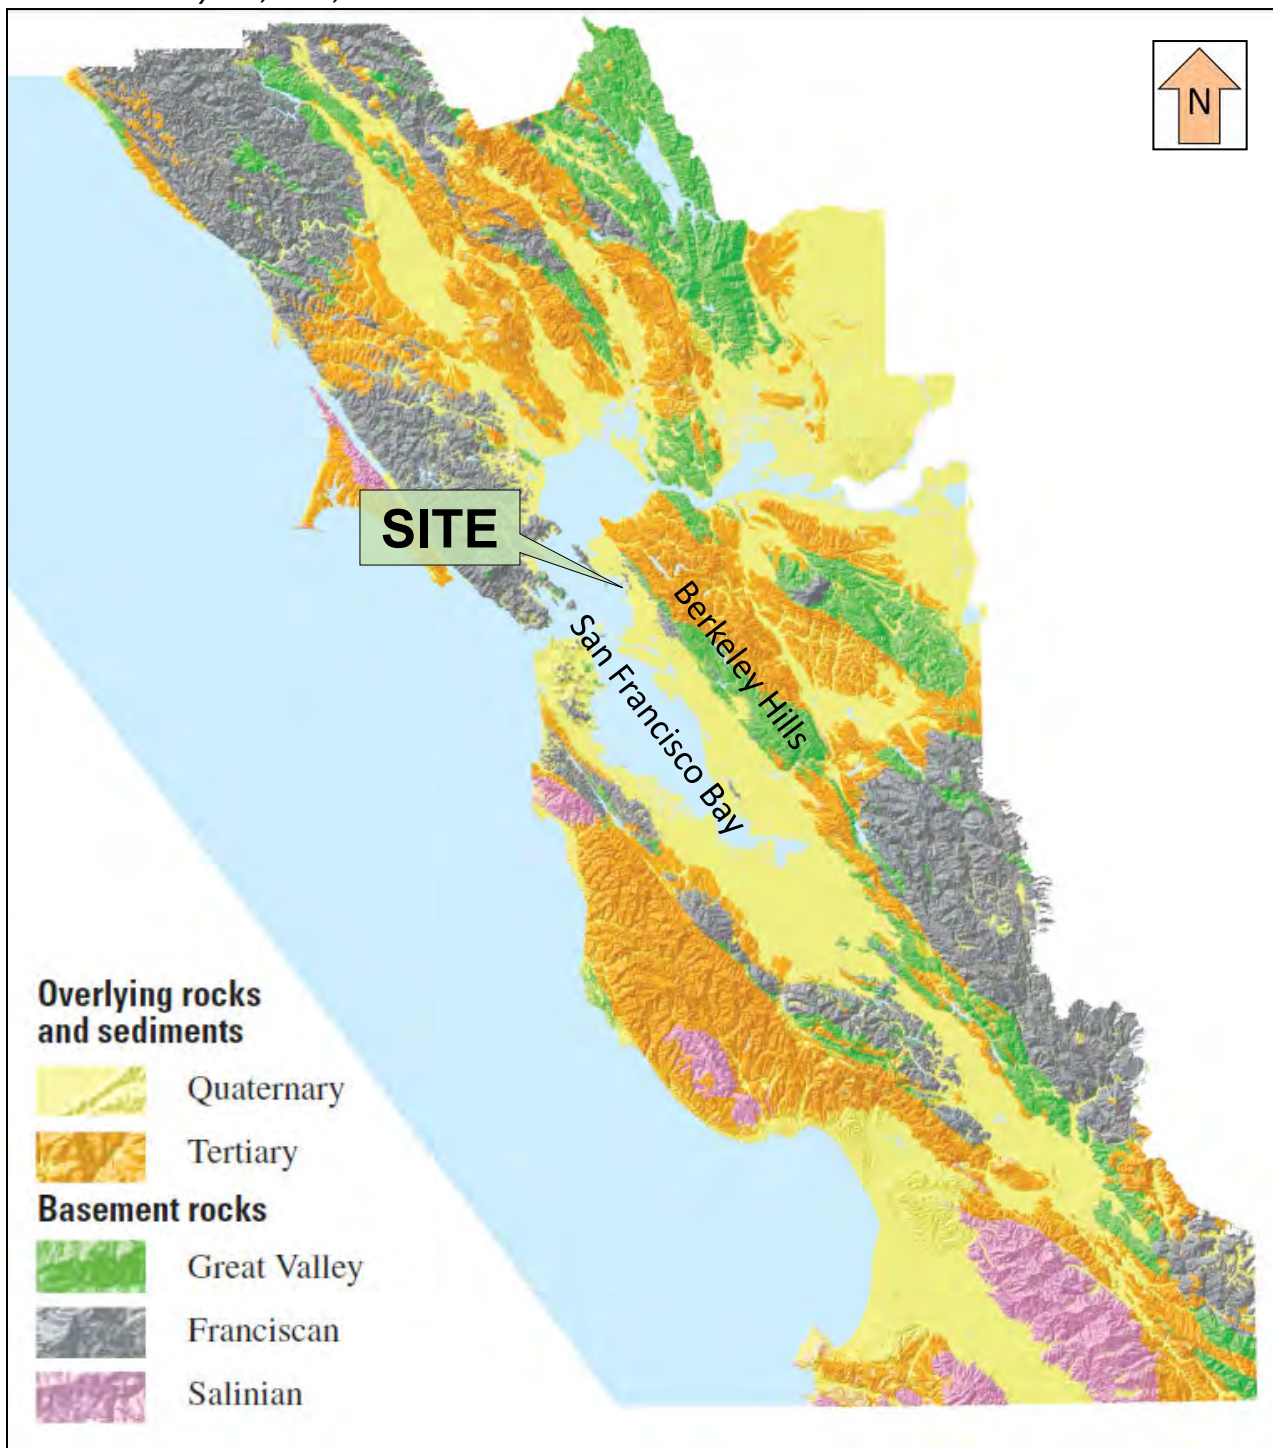 N
SITE
Berkeley Hills
San Francisco Bay
Overlying rocks
and sediments
Quaternary
Tertiary
Basement rocks
Great Valley
Franciscan
Salinian